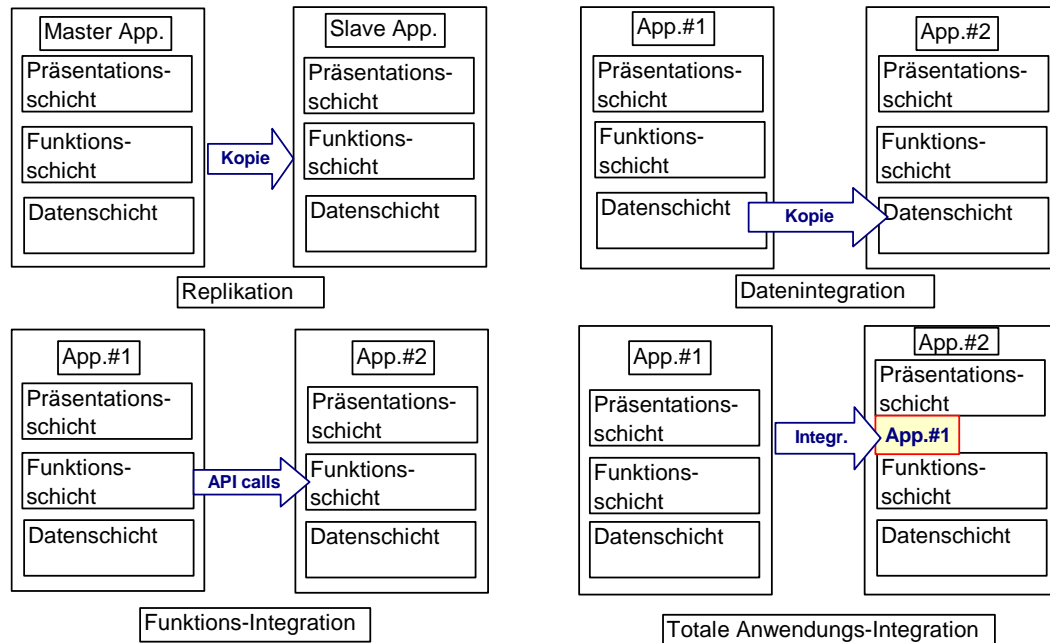 Master App.
Präsentations-
schicht
Funktions-
schicht
Datenschicht
Kopie
Slave App.
Präsentations-
schicht
Funktions-
schicht
Datenschicht
Replikation
App.#1
Präsentations-
schicht
Funktions-
schicht
Datenschicht
Kopie
App.#2
Präsentations-
schicht
Funktions-
schicht
Datenschicht
Datenintegration
App.#1
Präsentations-
schicht
Funktions-
schicht
Datenschicht
API calls
App.#2
Präsentations-
schicht
Funktions-
schicht
Datenschicht
Funktions-Integration
App.#1
Präsentations-
schicht
Funktions-
schicht
Datenschicht
Integr.
App.#2
Präsentations-
schicht
App.#1
Funktions-
schicht
Datenschicht
Totale Anwendungs-Integration